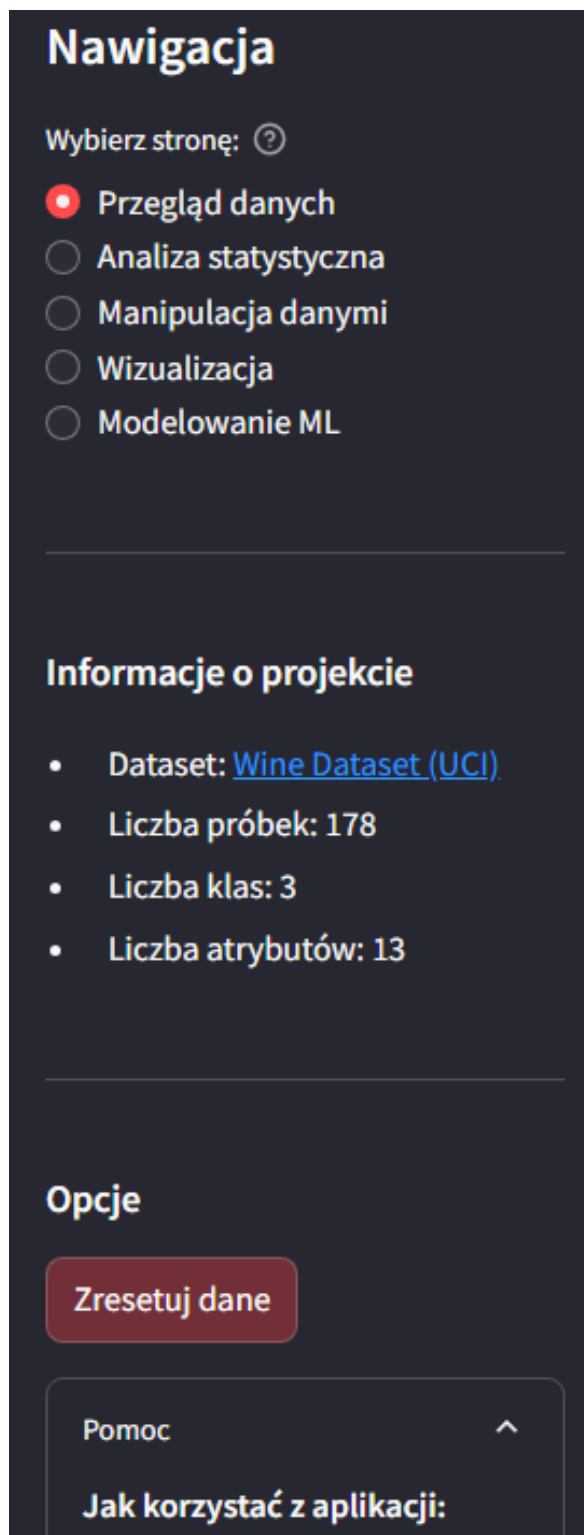 Nawigacja
Wybierz stronę:
Przegląd danych
Analiza statystyczna
Manipulacja danymi
Wizualizacja
Modelowanie ML
Informacje o projekcie
Dataset: Wine Dataset (UCI)
Liczba próbek: 178
Liczba klas: 3
Liczba atrybutów: 13
Opcje
Zresetuj dane
Pomoc
Jak korzystać z aplikacji: